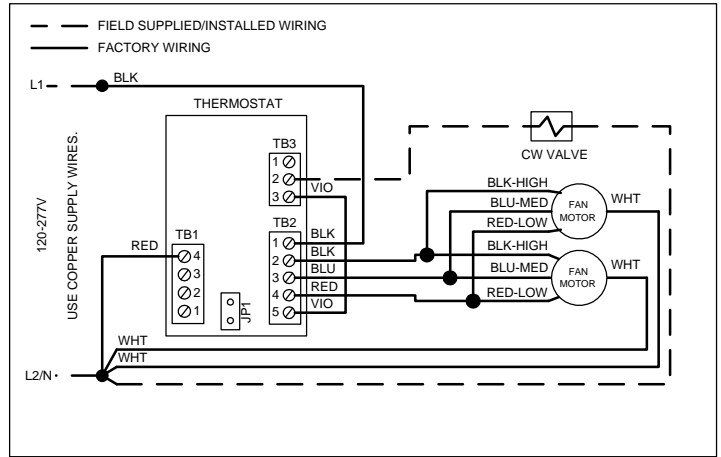 FIELD SUPPLIED/INSTALLED WIRING
FACTORY WIRING
L1
BLK
THERMOSTAT
TB3
1
2
3
VIO
CW VALVE
120-277V
USE COPPER SUPPLY WIRES.
RED
TB1
4
3
2
1
JP1
TB2
1
2
3
4
5
BLK
BLK
BLU
RED
VIO
BLK-HIGH
BLU-MED
RED-LOW
FAN
MOTOR
WHT
BLK-HIGH
BLU-MED
RED-LOW
FAN
MOTOR
WHT
WHT
WHT
L2/N